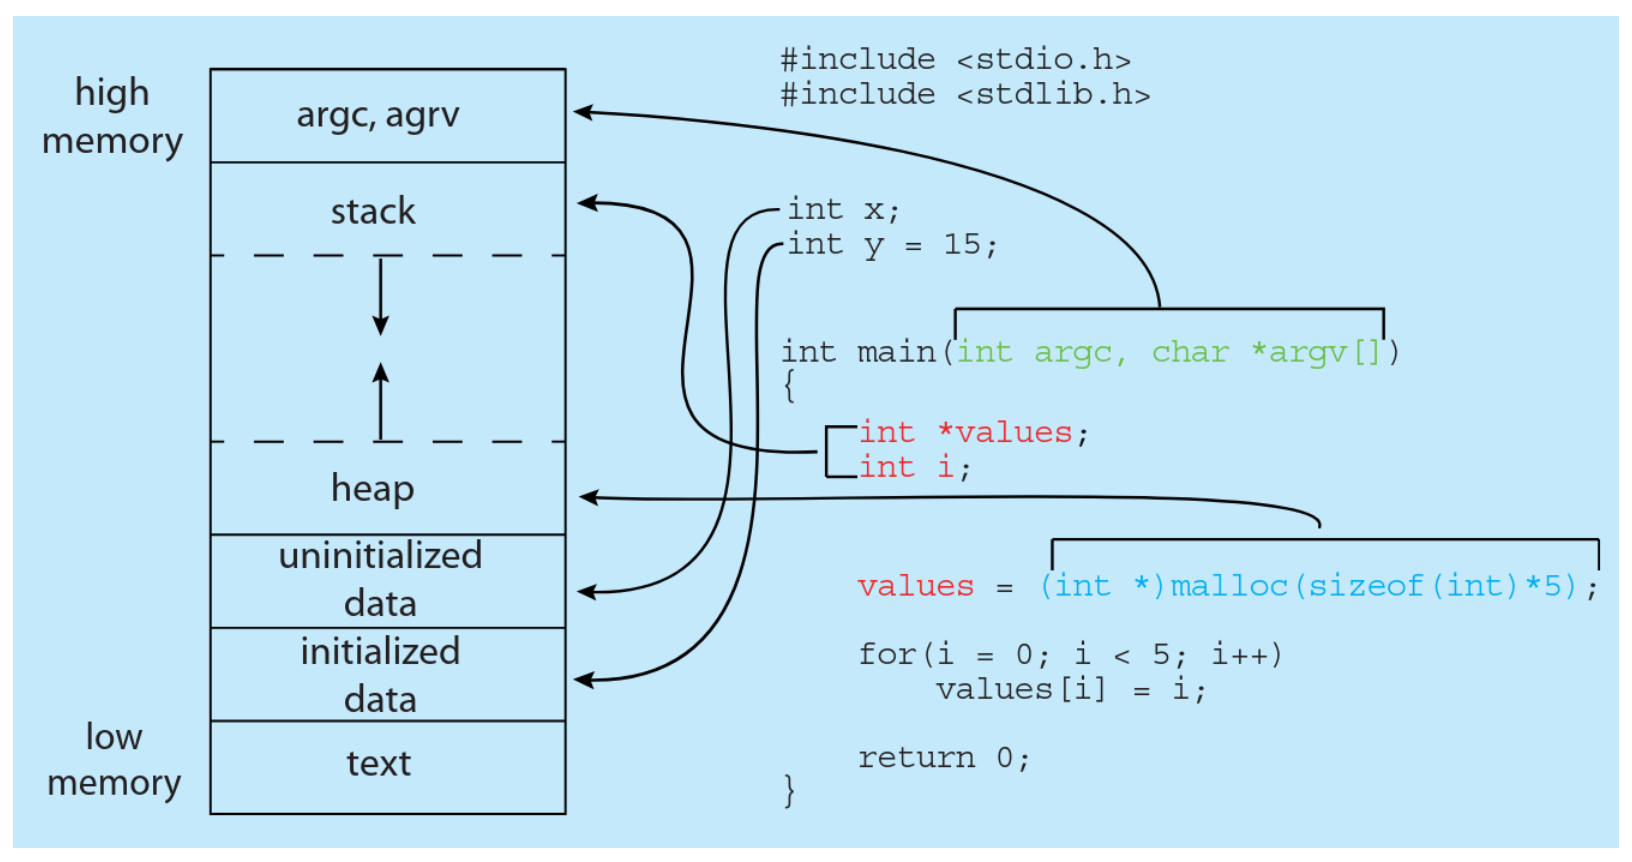 high
memory
argc, agrv
stack
heap
uninitialized
data
initialized
data
low
memory
text
#include <stdio.h>
#include <stdlib.h>
int x;
int y = 15;
int main(int argc, char *argv[])
{
int *values;
int i;
values = (int *)malloc(sizeof(int)*5);
for(i = 0; i < 5; i++)
values[i] = i;
return 0;
}